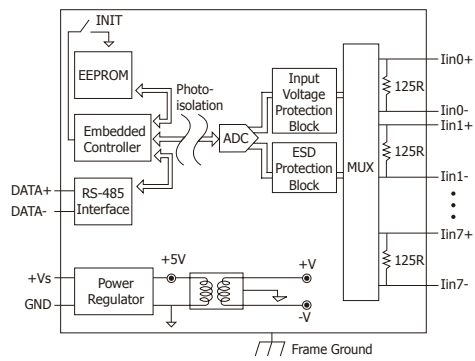 INIT
EEPROM
Photo-
isolation
Input
Voltage
Protection
Block
Iin0+
125R
Embedded
Controller
ADC
Iin0-
Iin1+
MUX
ESD
Protection
Block
125R
DATA+
DATA-
RS-485
Interface
Iin1-
Iin7+
125R
Iin7-
+Vs
GND
Power
Regulator
+5V
+V
-V
Frame Ground